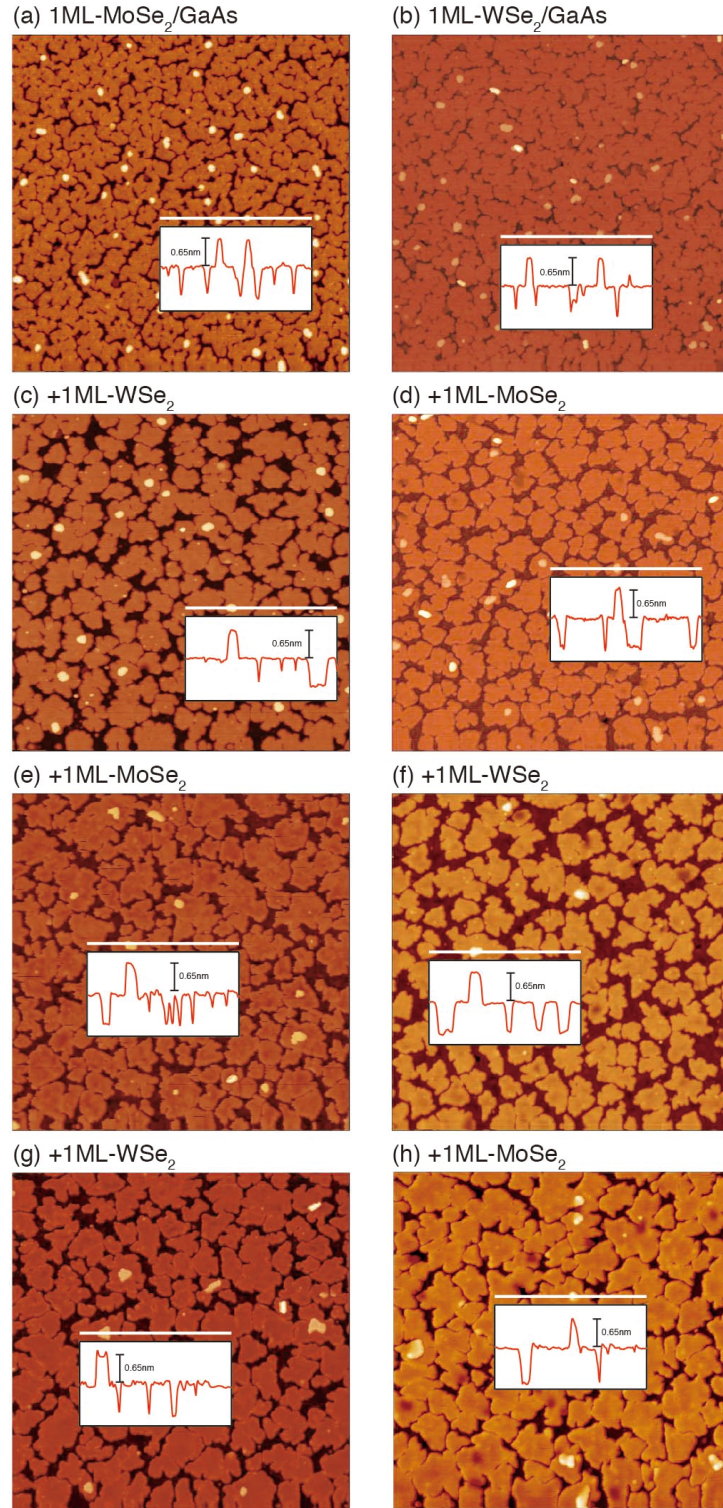 (a) 1ML-MoSe₂/GaAs
(b) 1ML-WSe₂/GaAs
0.65nm
0.65nm
(c) +1ML-WSe₂
(d) +1ML-MoSe₂
0.65nm
0.65nm
(e) +1ML-MoSe₂
(f) +1ML-WSe₂
0.65nm
0.65nm
(g) +1ML-WSe₂
(h) +1ML-MoSe₂
0.65nm
0.65nm